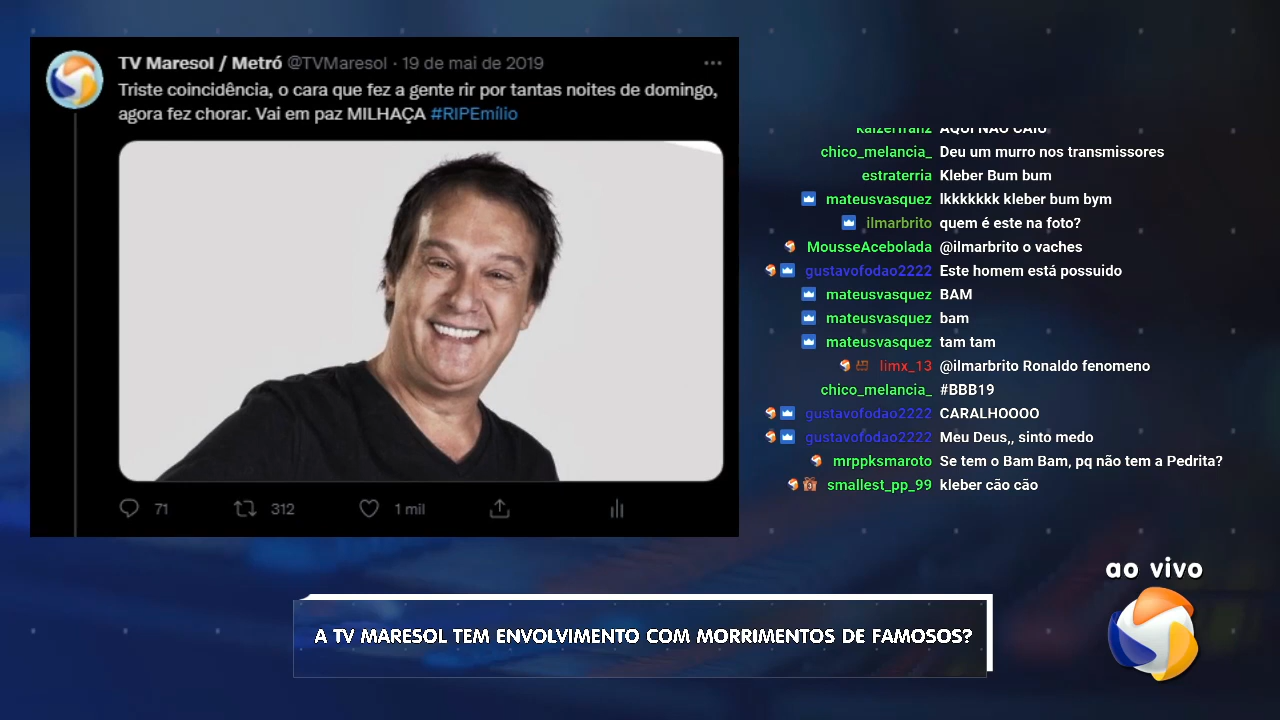 TV Maresol / Metró @TVMaresol · 19 de mai de 2019
Triste coincidência, o cara que fez a gente rir por tantas noites de domingo,
agora fez chorar. Vai em paz MILHAÇA #RIPEmílio
71 312 1 mil
kaizerfranz AQUI NÃO CAIU
chico_melancia_ Deu um murro nos transmissores
estraterria Kleber Bum bum
mateusvasquez lkkkkkkk kleber bum bym
ilmarbrito quem é este na foto?
MousseAcebolada @ilmarbrito o vaches
gustavofodao2222 Este homem está possuido
mateusvasquez BAM
mateusvasquez bam
mateusvasquez tam tam
limx_13 @ilmarbrito Ronaldo fenomeno
chico_melancia_ #BBB19
gustavofodao2222 CARALHOOOO
gustavofodao2222 Meu Deus,, sinto medo
mrppksmaroto Se tem o Bam Bam, pq não tem a Pedrita?
smallest_pp_99 kleber cão cão
ao vivo
A TV MARESOL TEM ENVOLVIMENTO COM MORRIMENTOS DE FAMOSOS?